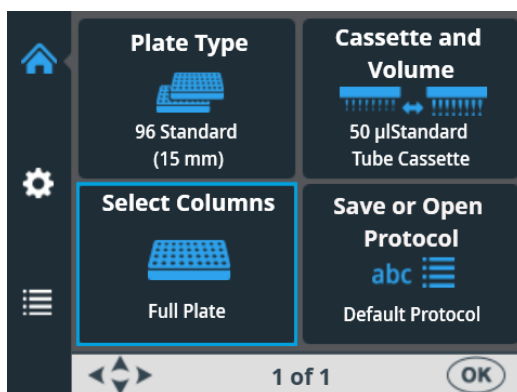 Plate Type
96 Standard
(15 mm)
Cassette and
Volume
50 µlStandard
Tube Cassette
Select Columns
Full Plate
Save or Open
Protocol
abc
Default Protocol
1 of 1
OK